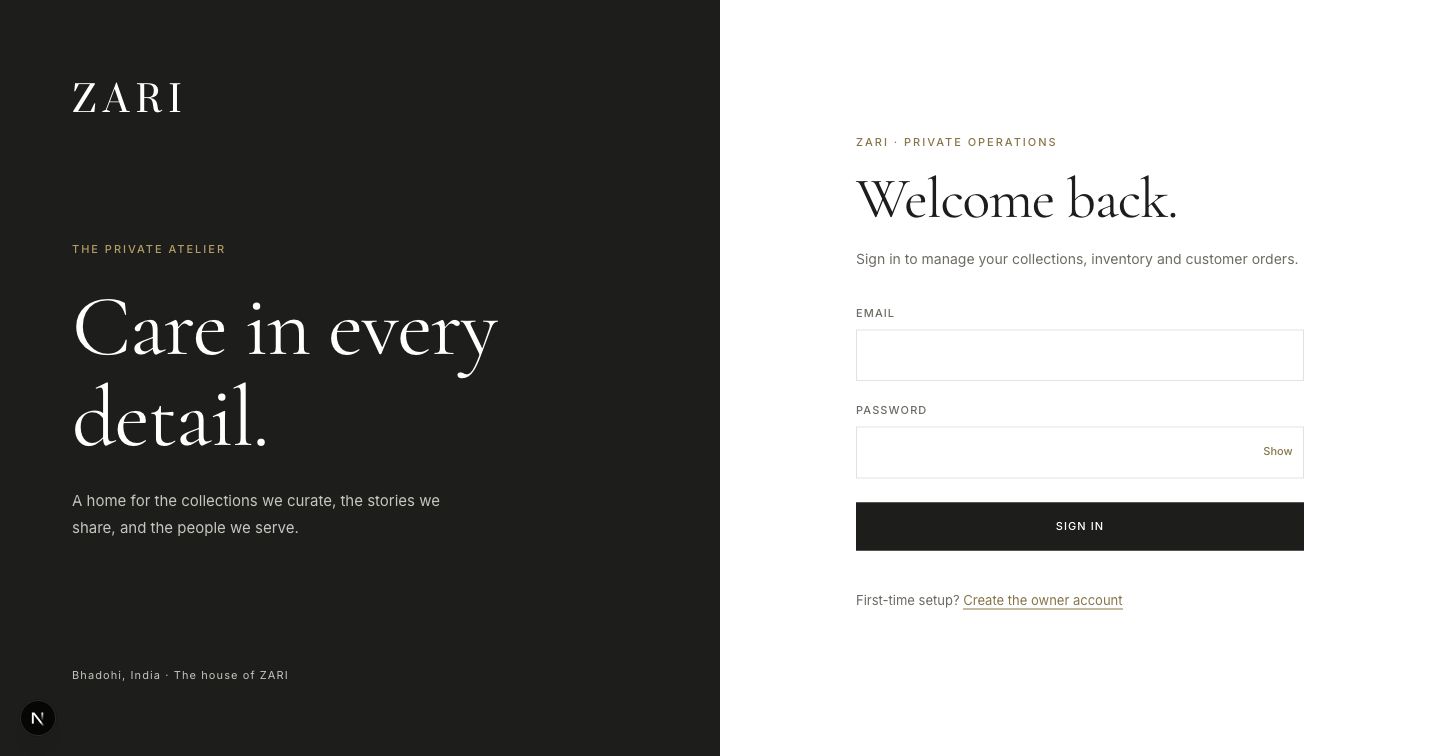 ZARI
THE PRIVATE ATELIER
Care in every
detail.
A home for the collections we curate, the stories we
share, and the people we serve.
Bhadohi, India · The house of ZARI
N
ZARI · PRIVATE OPERATIONS
Welcome back.
Sign in to manage your collections, inventory and customer orders.
EMAIL
PASSWORD
Show
SIGN IN
First-time setup? Create the owner account